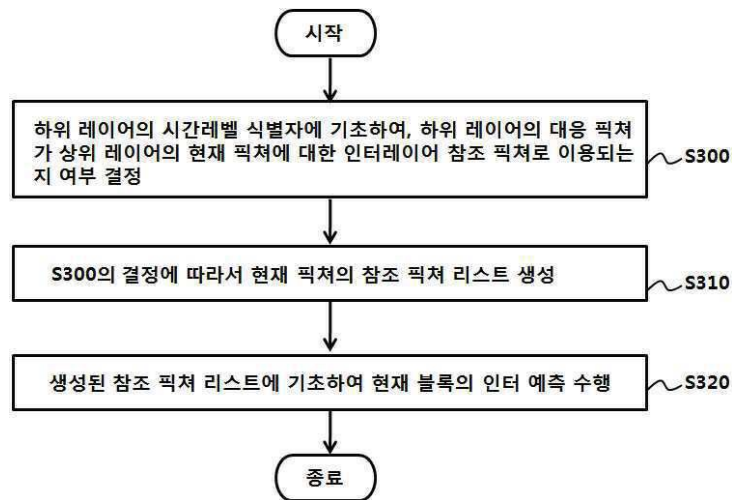 시작
하위 레이어의 시간레벨 식별자에 기초하여, 하위 레이어의 대응 픽쳐
가 상위 레이어의 현재 픽쳐에 대한 인터레이어 참조 픽쳐로 이용되는
지 여부 결정
S300
S300의 결정에 따라서 현재 픽쳐의 참조 픽쳐 리스트 생성
S310
생성된 참조 픽쳐 리스트에 기초하여 현재 블록의 인터 예측 수행
S320
종료